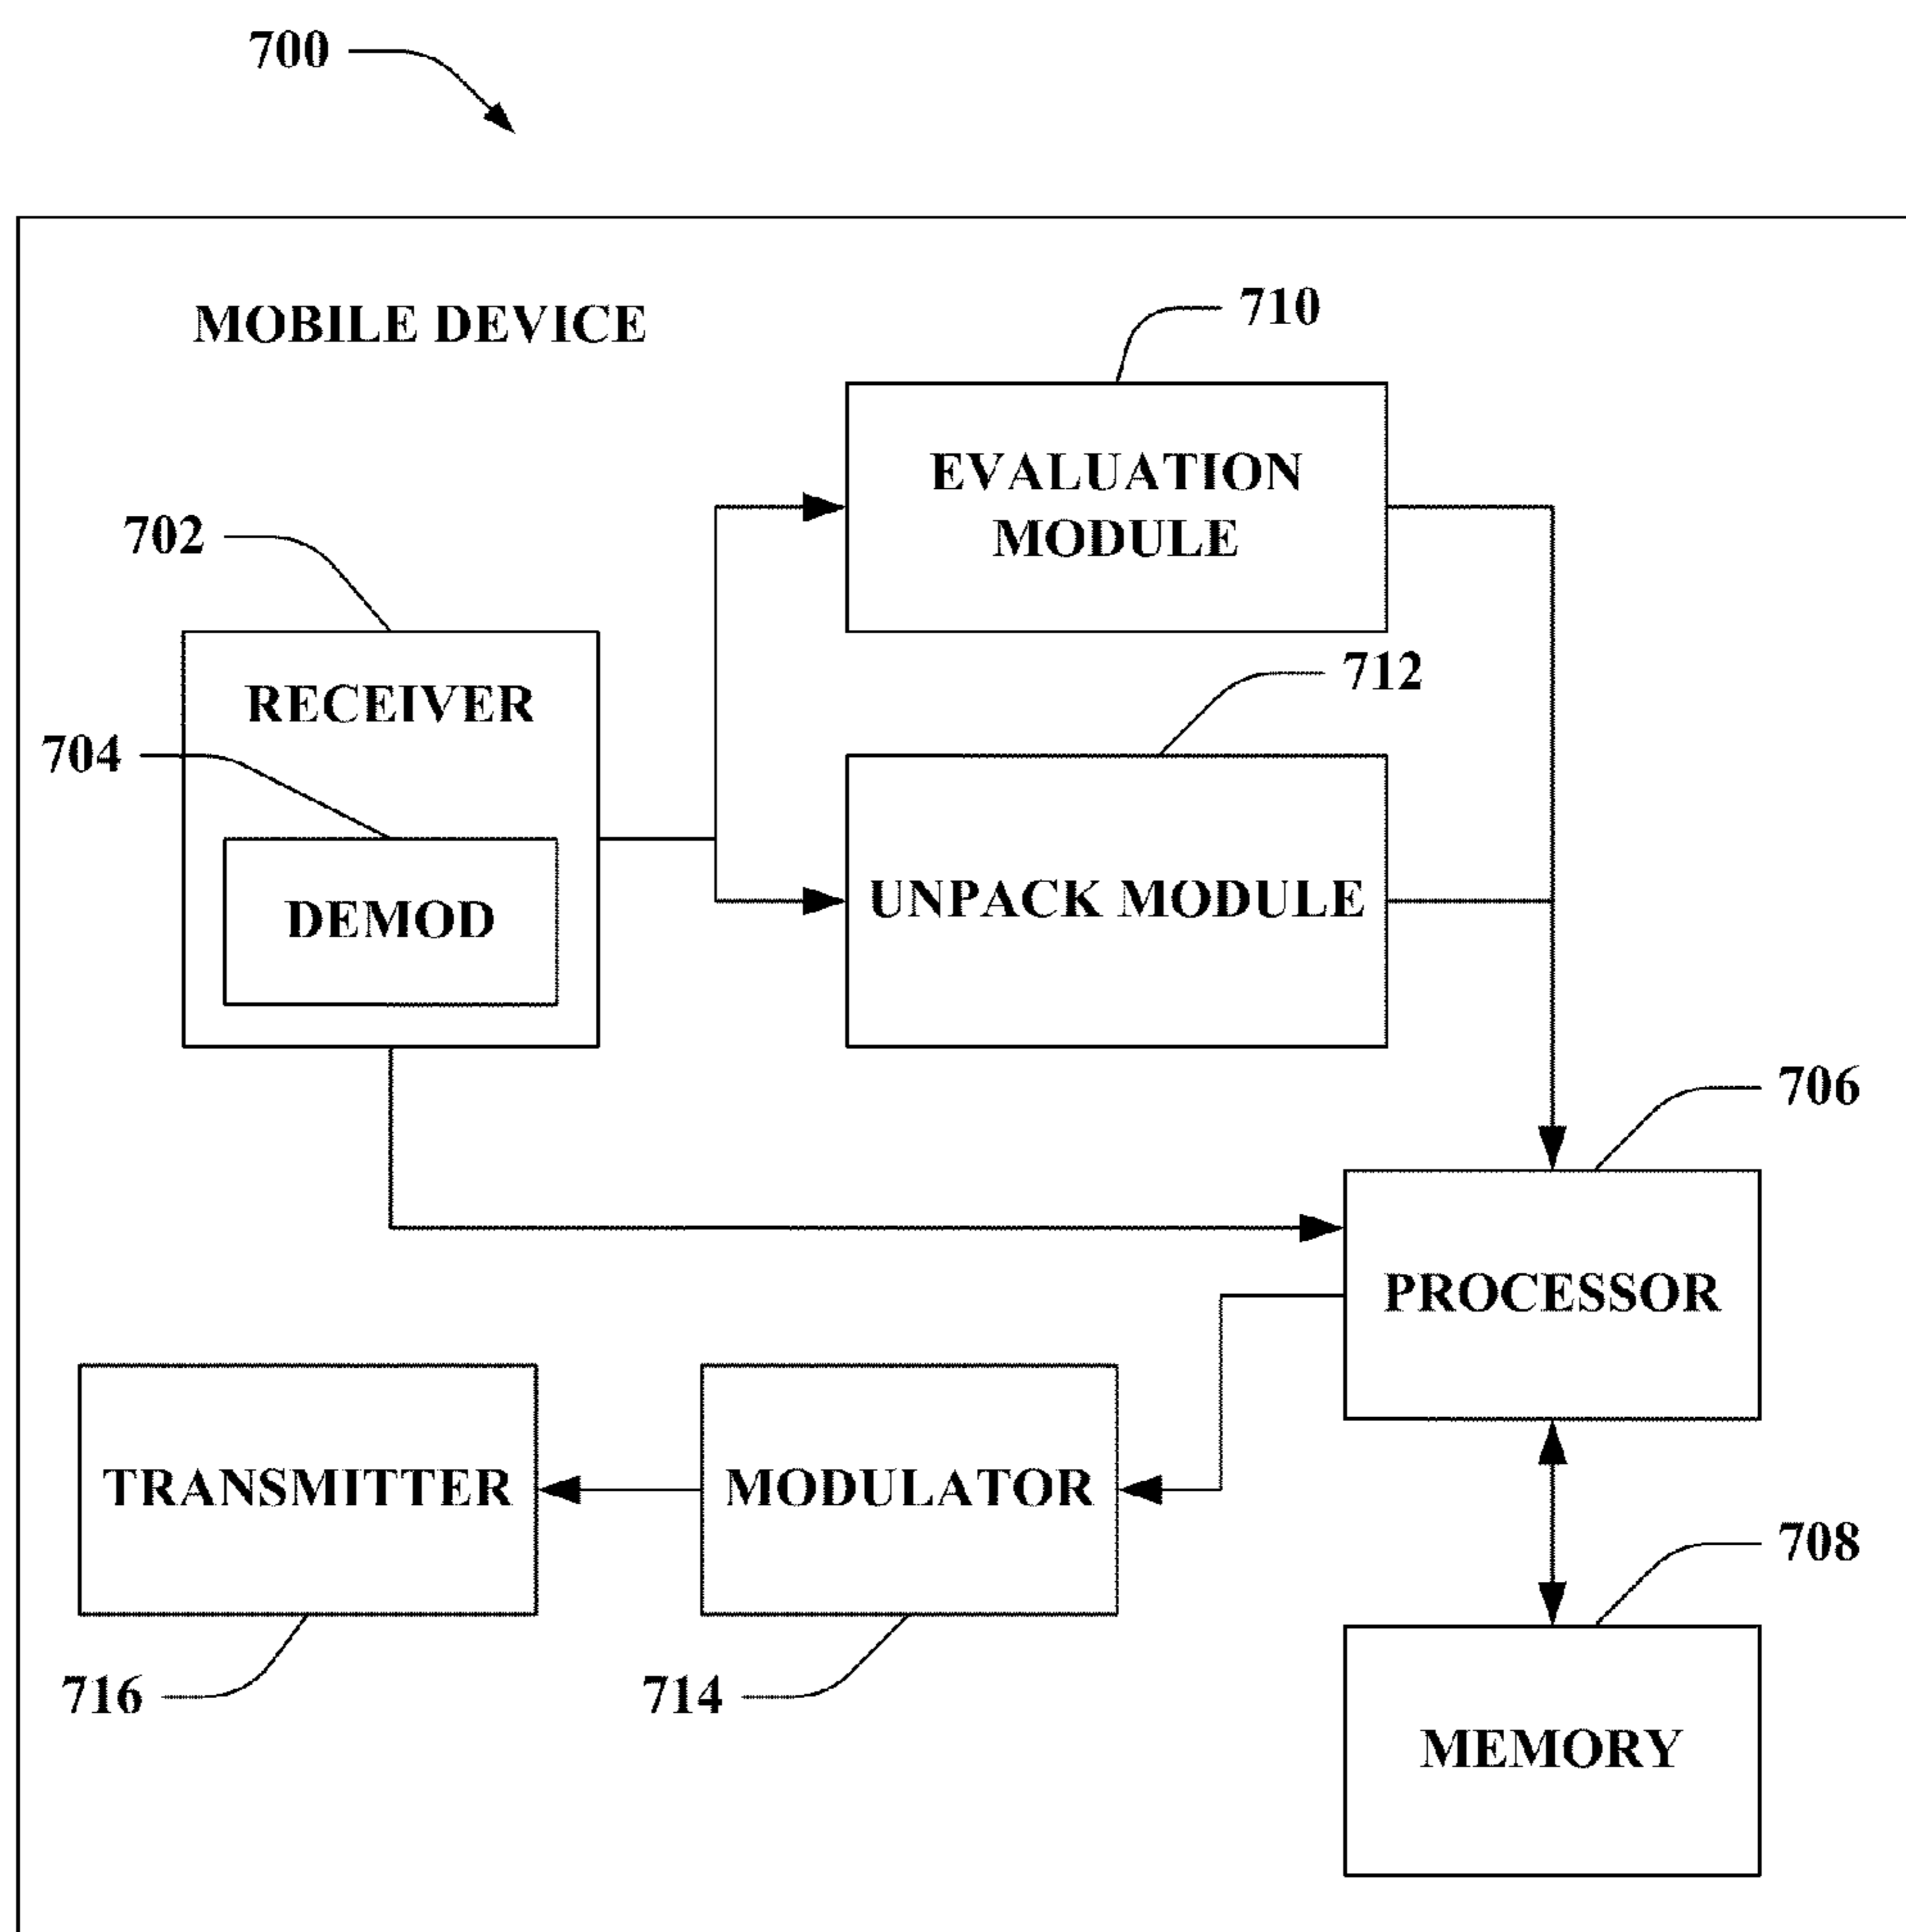 700
MOBILE DEVICE
710
EVALUATION
MODULE
702
RECEIVER
712
704
DEMOD
UNPACK MODULE
706
PROCESSOR
TRANSMITTER
MODULATOR
708
716
714
MEMORY